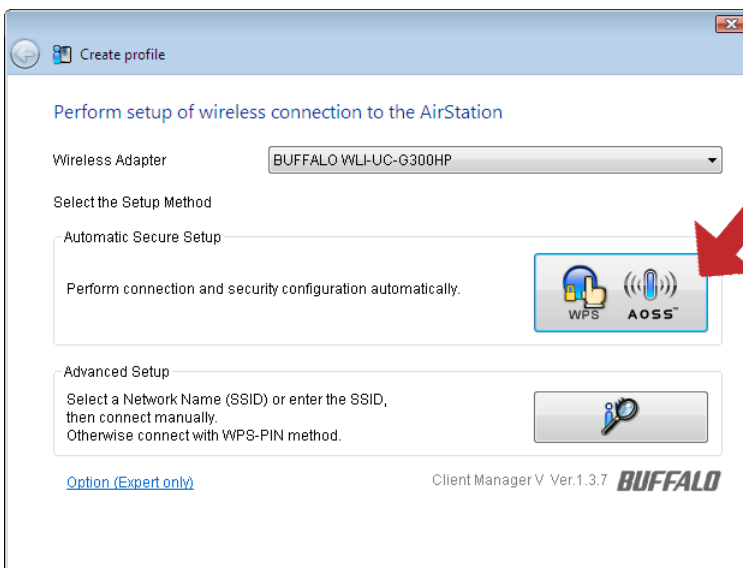 Create profile
Perform setup of wireless connection to the AirStation
Wireless Adapter
BUFFALO WLI-UC-G300HP
Select the Setup Method
Automatic Secure Setup
Perform connection and security configuration automatically.
WPS
AOSS™
Advanced Setup
Select a Network Name (SSID) or enter the SSID,
then connect manually.
Otherwise connect with WPS-PIN method.
Option (Expert only)
Client Manager V Ver.1.3.7 BUFFALO